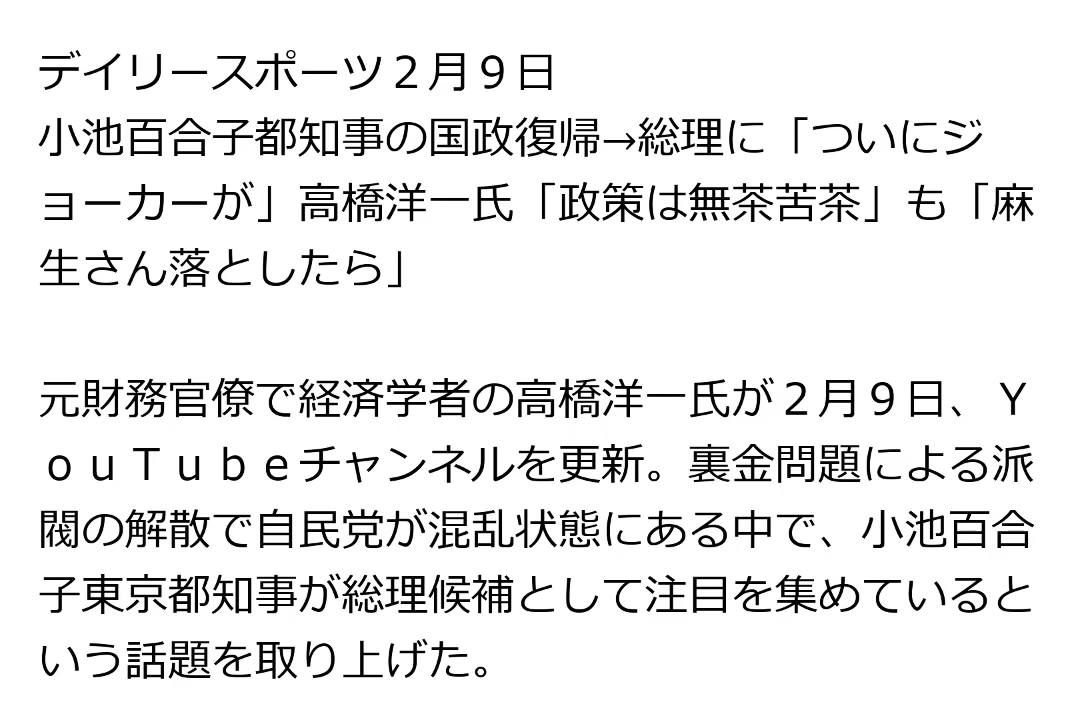 デイリースポーツ２月９日
小池百合子都知事の国政復帰→総理に「ついにジ
ョーカーが」高橋洋一氏「政策は無茶苦茶」も「麻
生さん落としたら」
元財務官僚で経済学者の高橋洋一氏が２月９日、Ｙ
ｏｕＴｕｂｅチャンネルを更新。裏金問題による派
閥の解散で自民党が混乱状態にある中で、小池百合
子東京都知事が総理候補として注目を集めていると
いう話題を取り上げた。